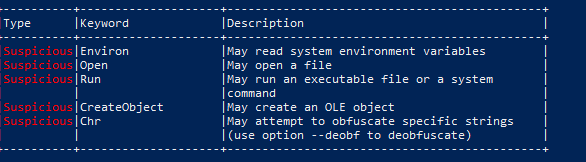 +----------+--------------------+---------------------------------------------+
|Type      |Keyword             |Description                                  |
+----------+--------------------+---------------------------------------------+
|Suspicious|Environ             |May read system environment variables        |
|Suspicious|Open                |May open a file                              |
|Suspicious|Run                 |May run an executable file or a system       |
|          |                    |command                                      |
|Suspicious|CreateObject        |May create an OLE object                     |
|Suspicious|Chr                 |May attempt to obfuscate specific strings    |
|          |                    |(use option --deobf to deobfuscate)          |
+----------+--------------------+---------------------------------------------+